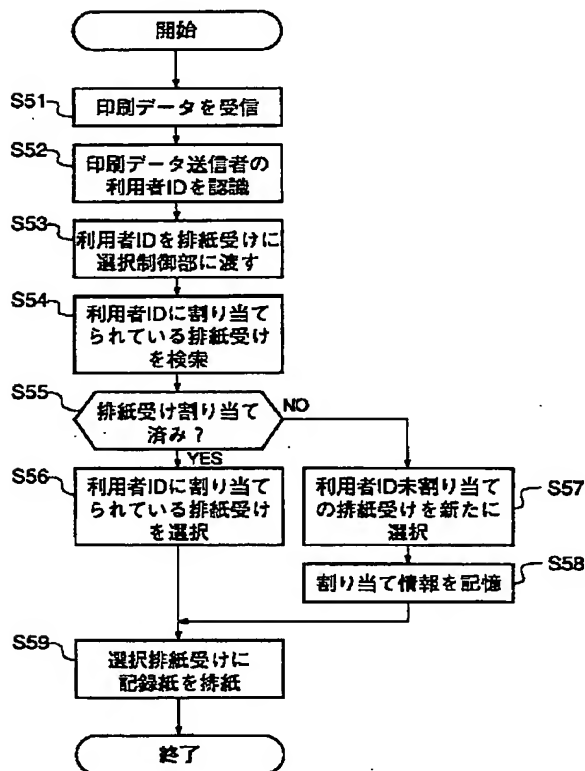 開始
S51
印刷データを受信
S52
印刷データ送信者の
利用者IDを認識
S53
利用者IDを排紙受けに
選択制御部に渡す
S54
利用者IDに割り当て
られている排紙受け
を検索
S55
排紙受け割り当て
済み?
NO
YES
S56
利用者IDに割り当て
られている排紙受け
を選択
S57
利用者ID未割り当て
の排紙受けを新たに
選択
S58
割り当て情報を記憶
S59
選択排紙受けに
記録紙を排紙
終了